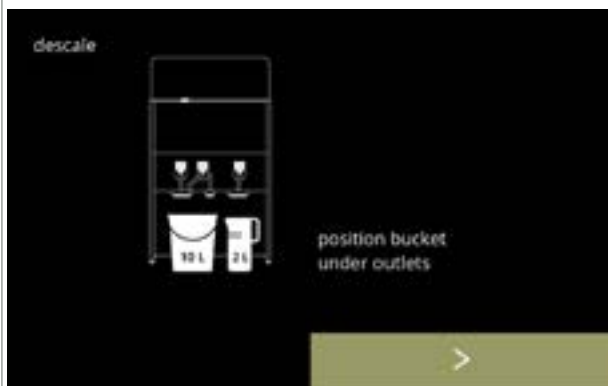 descale
10 L
2 L
position bucket
under outlets
>